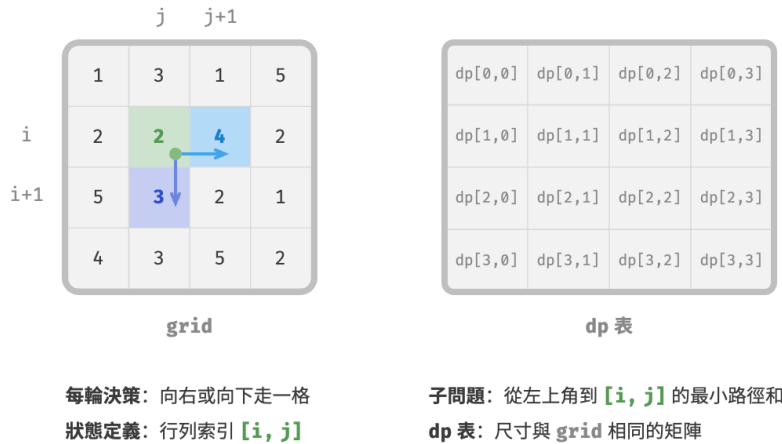 j j+1
1 3 1 5
i 2 2 4 2
i+1 5 3 2 1
4 3 5 2
grid
dp[0,0] dp[0,1] dp[0,2] dp[0,3]
dp[1,0] dp[1,1] dp[1,2] dp[1,3]
dp[2,0] dp[2,1] dp[2,2] dp[2,3]
dp[3,0] dp[3,1] dp[3,2] dp[3,3]
dp 表
每輪決策：向右或向下走一格
狀態定義：行列索引 [i, j]
子問題：從左上角到 [i, j] 的最小路徑和
dp 表：尺寸與 grid 相同的矩陣